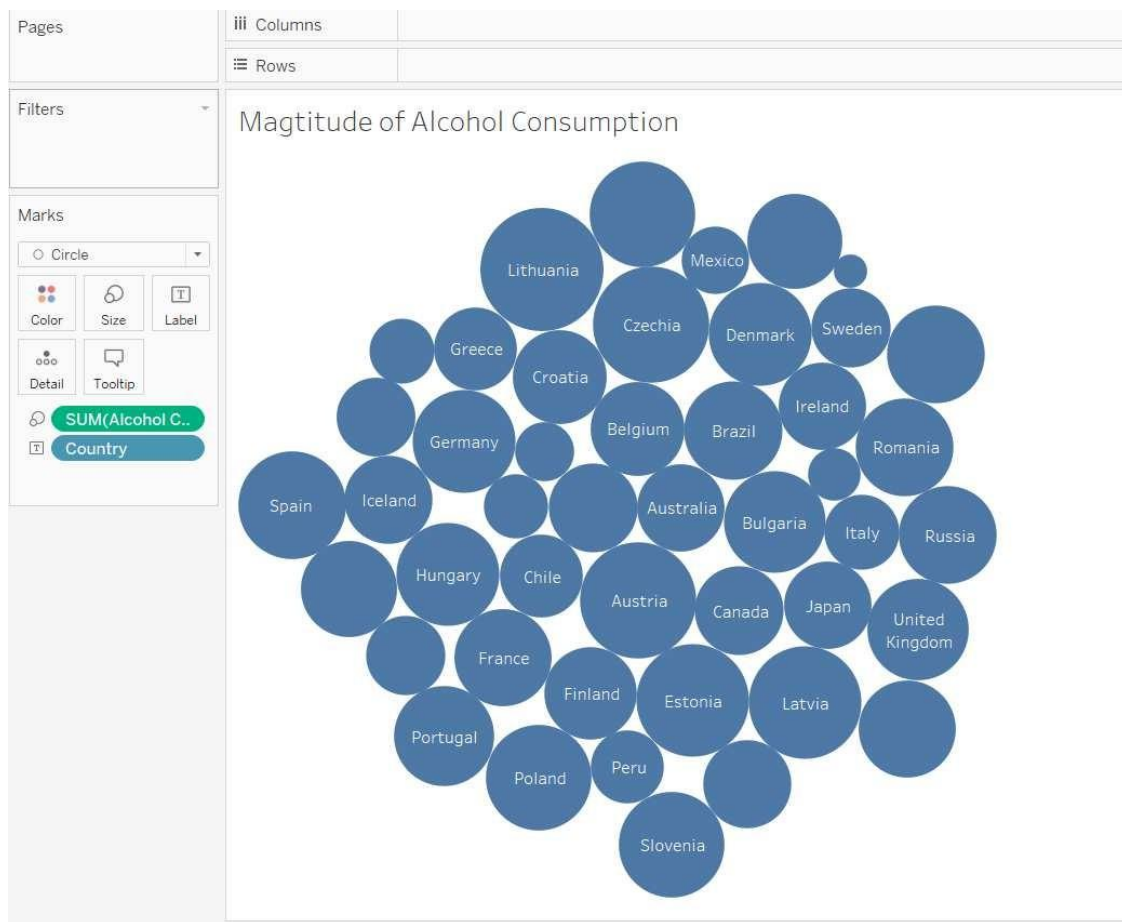 Pages
Columns
Rows
Filters
Magtitude of Alcohol Consumption
Marks
Circle
Color
Size
T
Label
Detail
Tooltip
SUM(Alcohol C..
T
Country
Lithuania
Mexico
Czechia
Denmark
Sweden
Greece
Croatia
Ireland
Germany
Belgium
Brazil
Romania
Spain
Iceland
Australia
Bulgaria
Italy
Russia
Hungary
Chile
Austria
Canada
Japan
United
Kingdom
France
Finland
Estonia
Latvia
Portugal
Poland
Peru
Slovenia